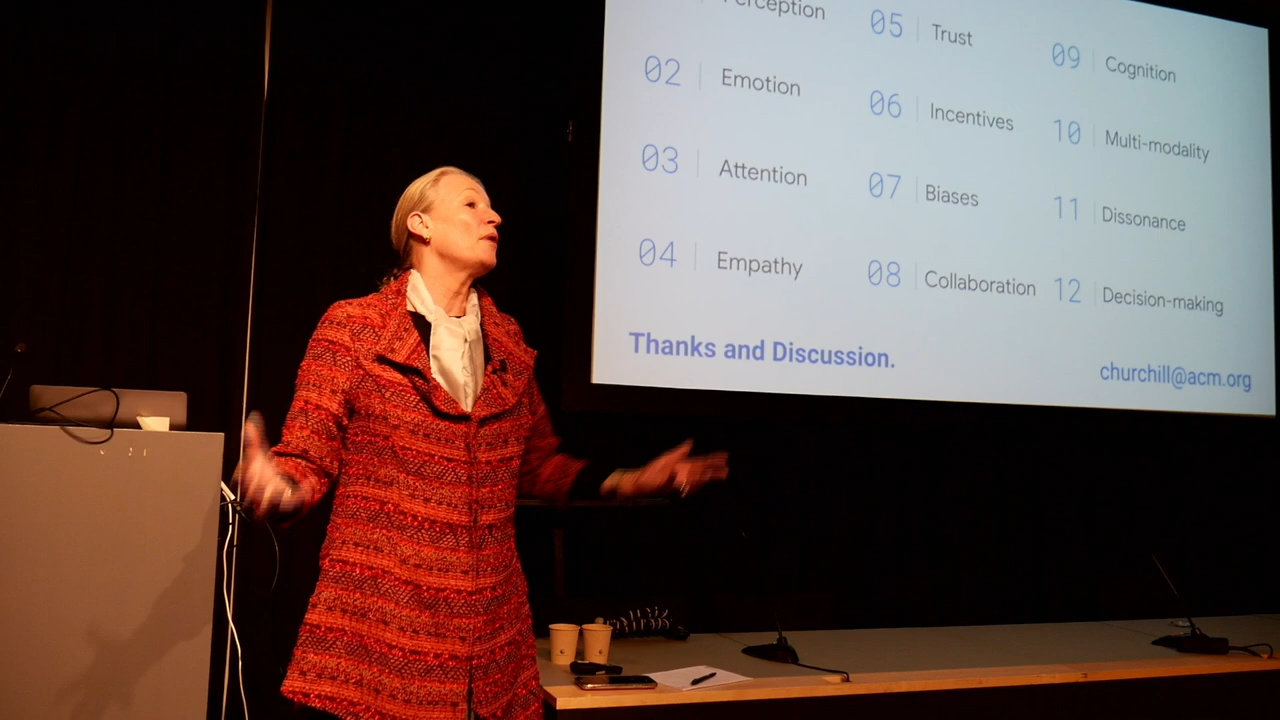 Perception
02 Emotion
03 Attention
04 Empathy
05 Trust
06 Incentives
07 Biases
08 Collaboration
09 Cognition
10 Multi-modality
11 Dissonance
12 Decision-making
Thanks and Discussion.
churchill@acm.org